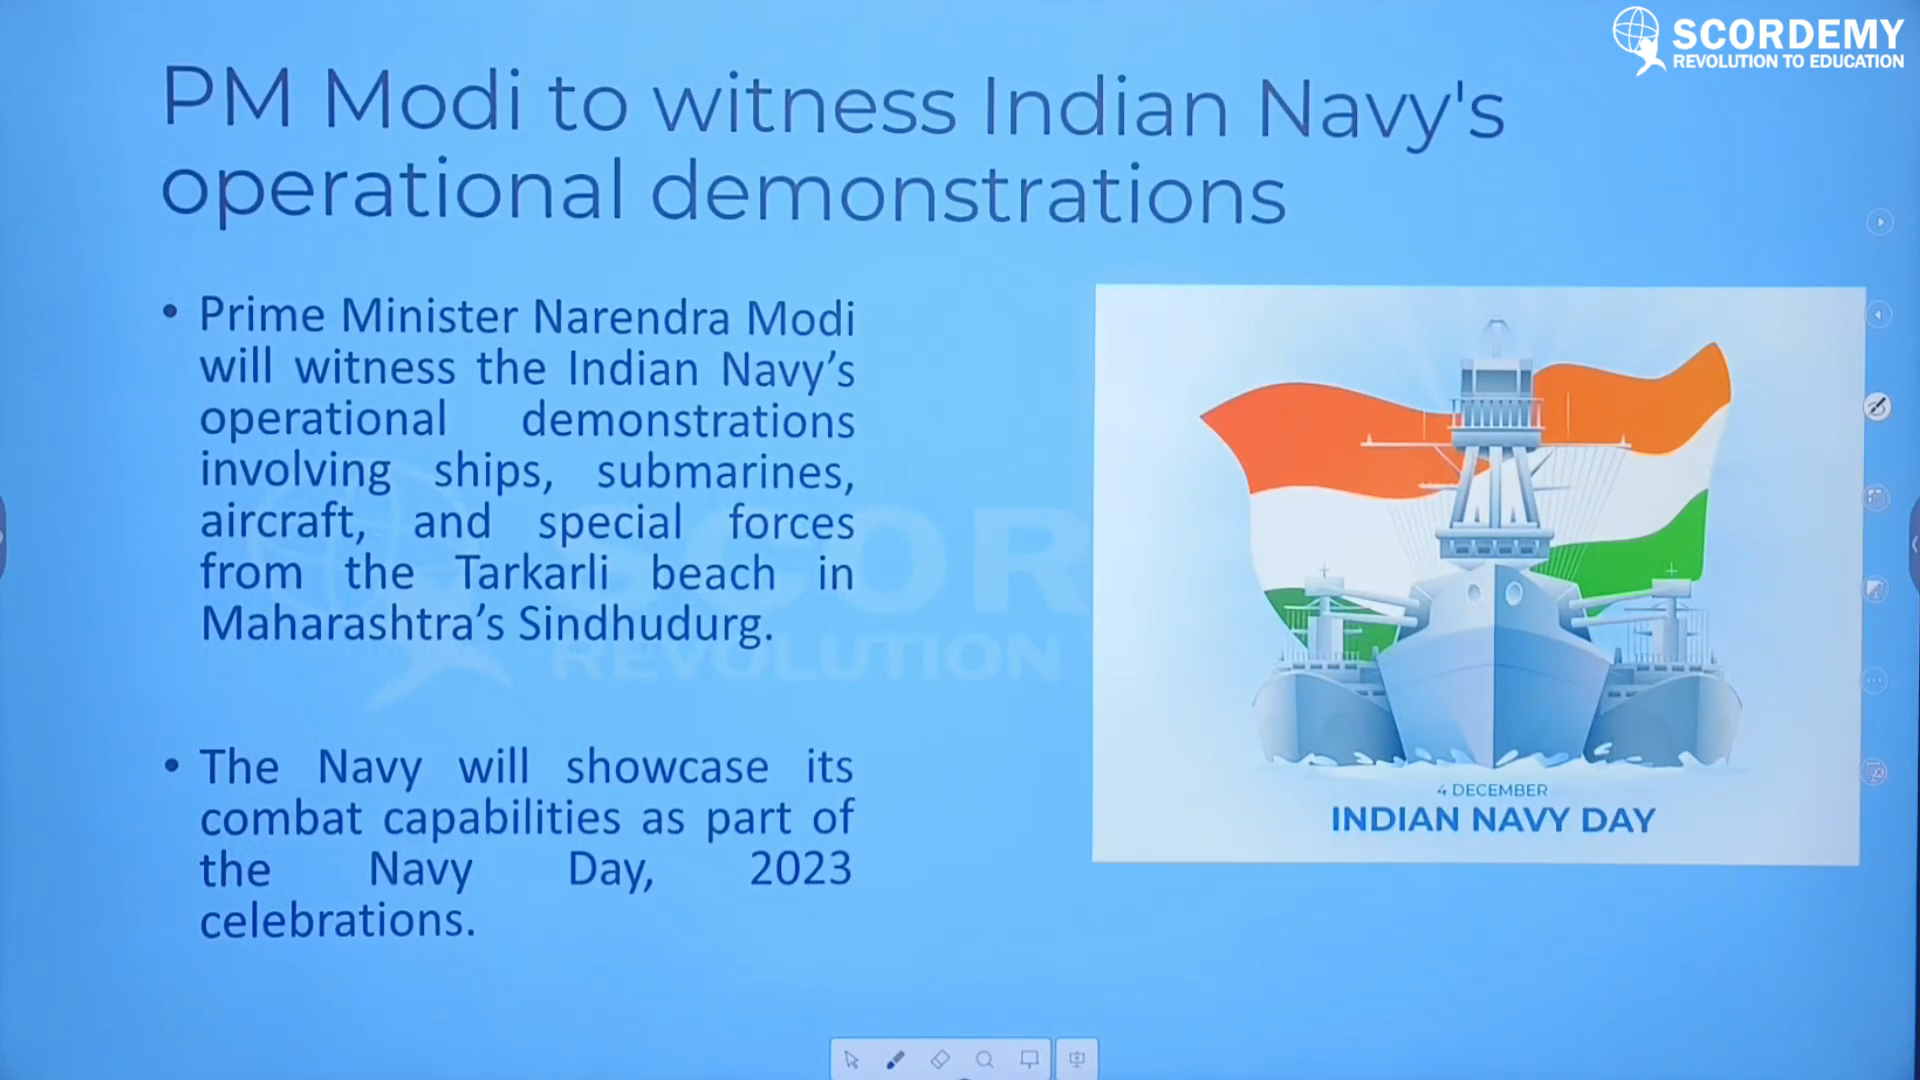 SCORDEMY
REVOLUTION TO EDUCATION
PM Modi to witness Indian Navy's
operational demonstrations
• Prime Minister Narendra Modi
will witness the Indian Navy’s
operational demonstrations
involving ships, submarines,
aircraft, and special forces
from the Tarkarli beach in
Maharashtra’s Sindhudurg.
• The Navy will showcase its
combat capabilities as part of
the Navy Day, 2023
celebrations.
SCOR
REVOLUTION
4 DECEMBER
INDIAN NAVY DAY